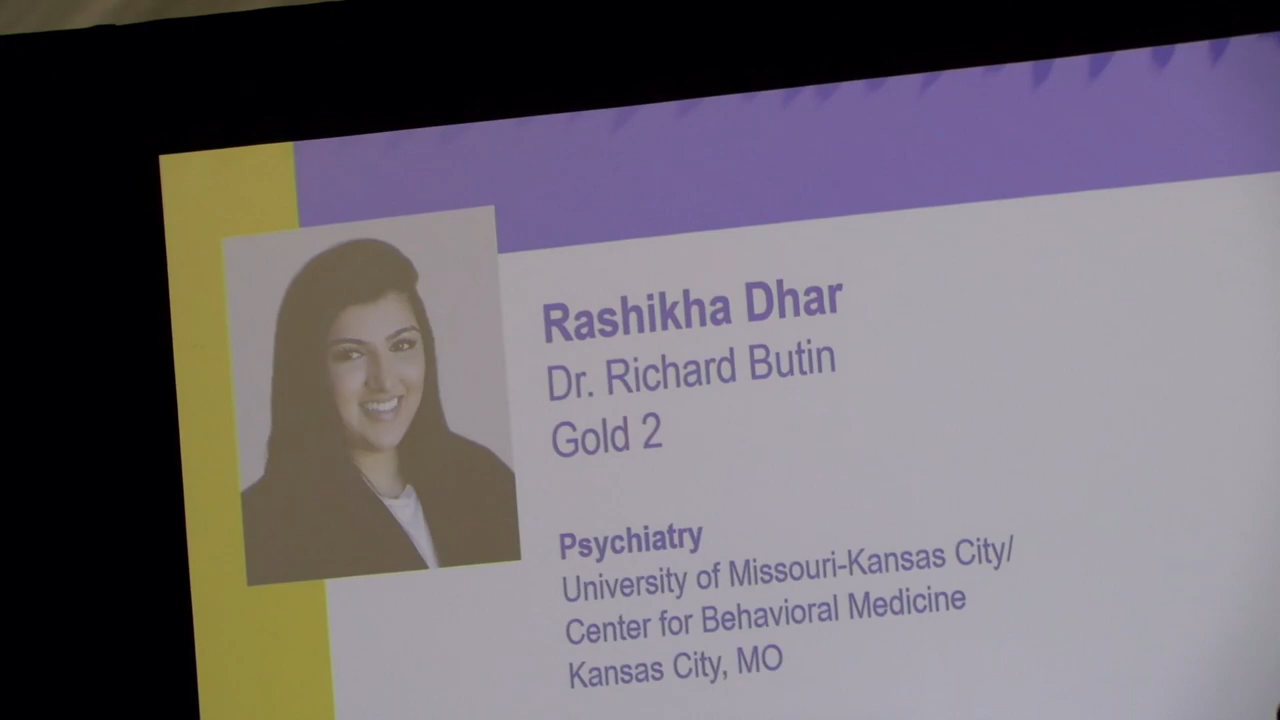 Rashikha Dhar
Dr. Richard Butin
Gold 2
Psychiatry
University of Missouri-Kansas City/
Center for Behavioral Medicine
Kansas City, MO